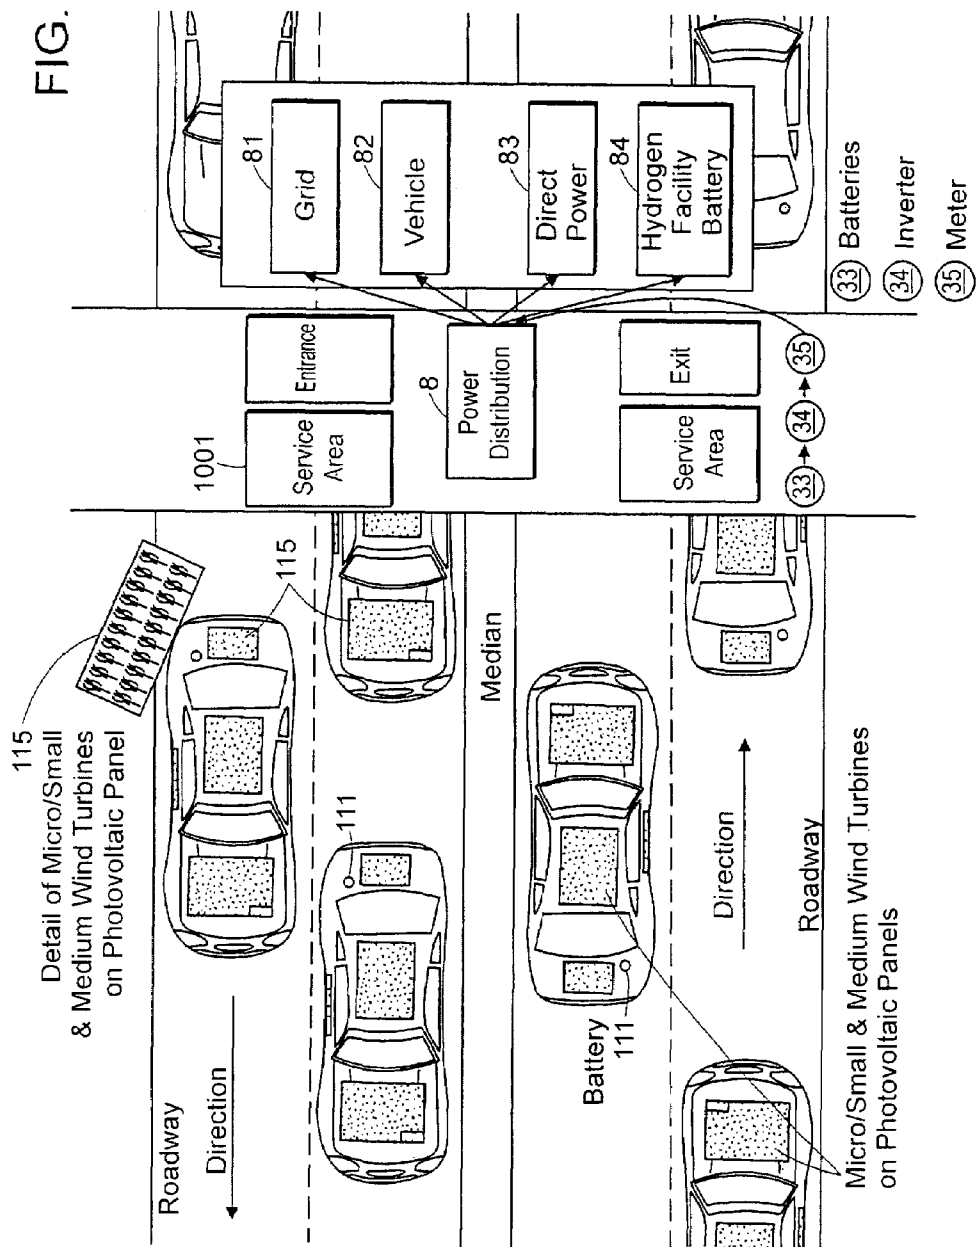 FIG.
115
Detail of Micro/Small
& Medium Wind Turbines
on Photovoltaic Panel
1001
Service
Area
Entrance
81
Grid
82
Vehicle
83
Direct
Power
84
Hydrogen
Facility
Battery
8
Power
Distribution
Service
Area
Exit
33
34
35
33 Batteries
34 Inverter
35 Meter
115
111
Roadway
Direction
Median
Battery
111
Direction
Roadway
Micro/Small & Medium Wind Turbines
on Photovoltaic Panels